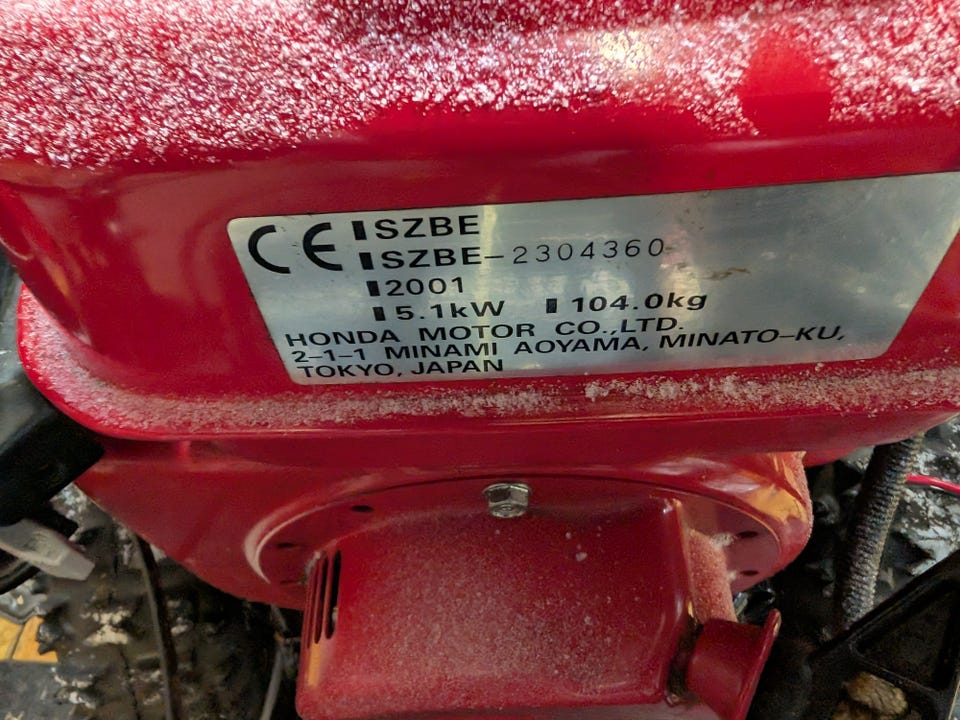 CE SZBE
SZBE-2304360
2001
5.1kW 104.0kg
HONDA MOTOR CO.,LTD.
2-1-1 MINAMI AOYAMA, MINATO-KU,
TOKYO, JAPAN